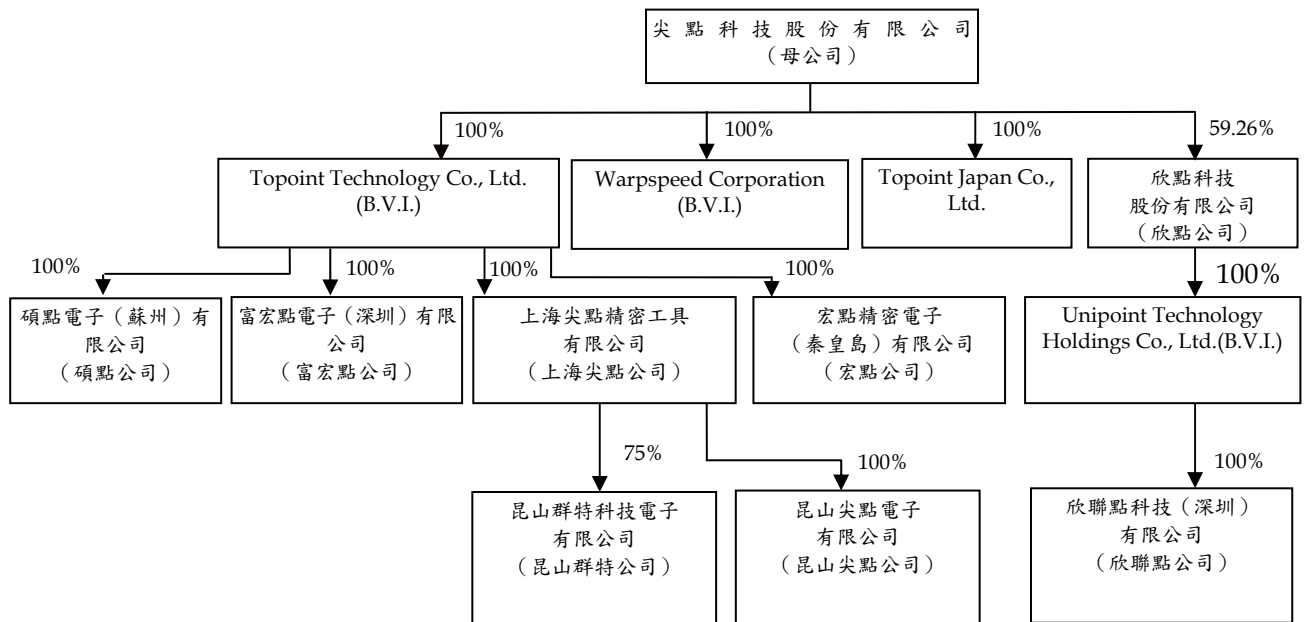 尖點科技股份有限公司
（母公司）
100%
100%
100%
59.26%
Topoint Technology Co., Ltd.
(B.V.I.)
Warpspeed Corporation
(B.V.I.)
Topoint Japan Co.,
Ltd.
欣點科技
股份有限公司
（欣點公司）
100%
100%
100%
100%
100%
碩點電子（蘇州）有
限公司
（碩點公司）
富宏點電子（深圳）有限
公司
（富宏點公司）
上海尖點精密工具
有限公司
（上海尖點公司）
宏點精密電子
（秦皇島）有限公司
（宏點公司）
Unipoint Technology
Holdings Co., Ltd.(B.V.I.)
75%
100%
100%
昆山群特科技電子
有限公司
（昆山群特公司）
昆山尖點電子
有限公司
（昆山尖點公司）
欣聯點科技（深圳）
有限公司
（欣聯點公司）